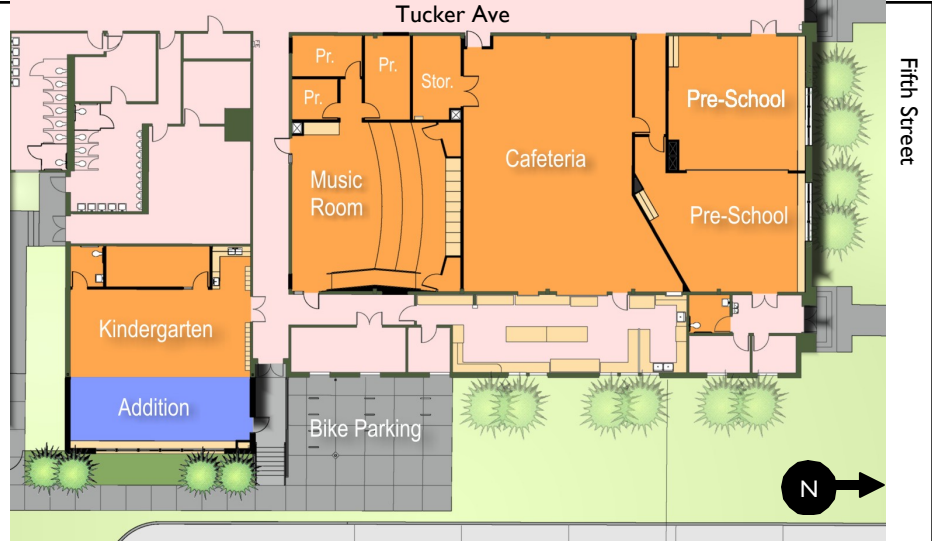 Tucker Ave
Fifth Street
Pr.
Pr.
Stor.
Pr.
Pre-School
Cafeteria
Music
Room
Pre-School
Kindergarten
Addition
Bike Parking
N